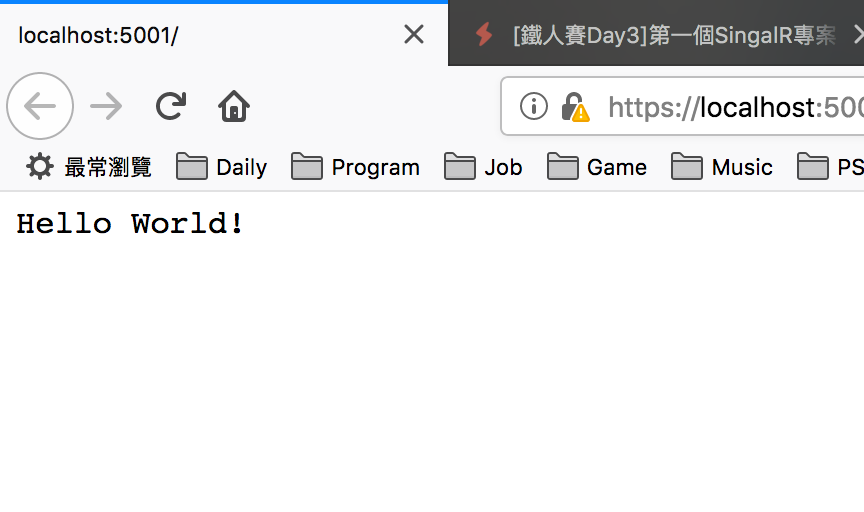 localhost:5001/
[鐵人賽Day3]第一個SingalR專案
https://localhost:500
最常瀏覽 Daily Program Job Game Music PS
Hello World!